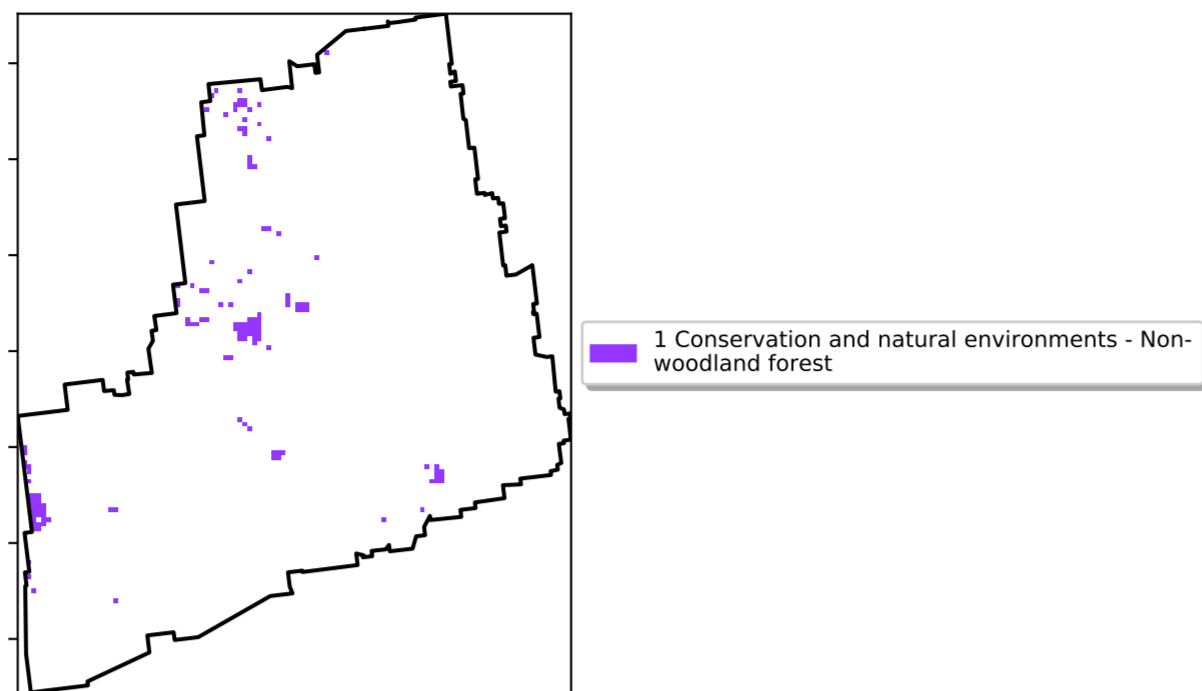 1 Conservation and natural environments - Non-
woodland forest